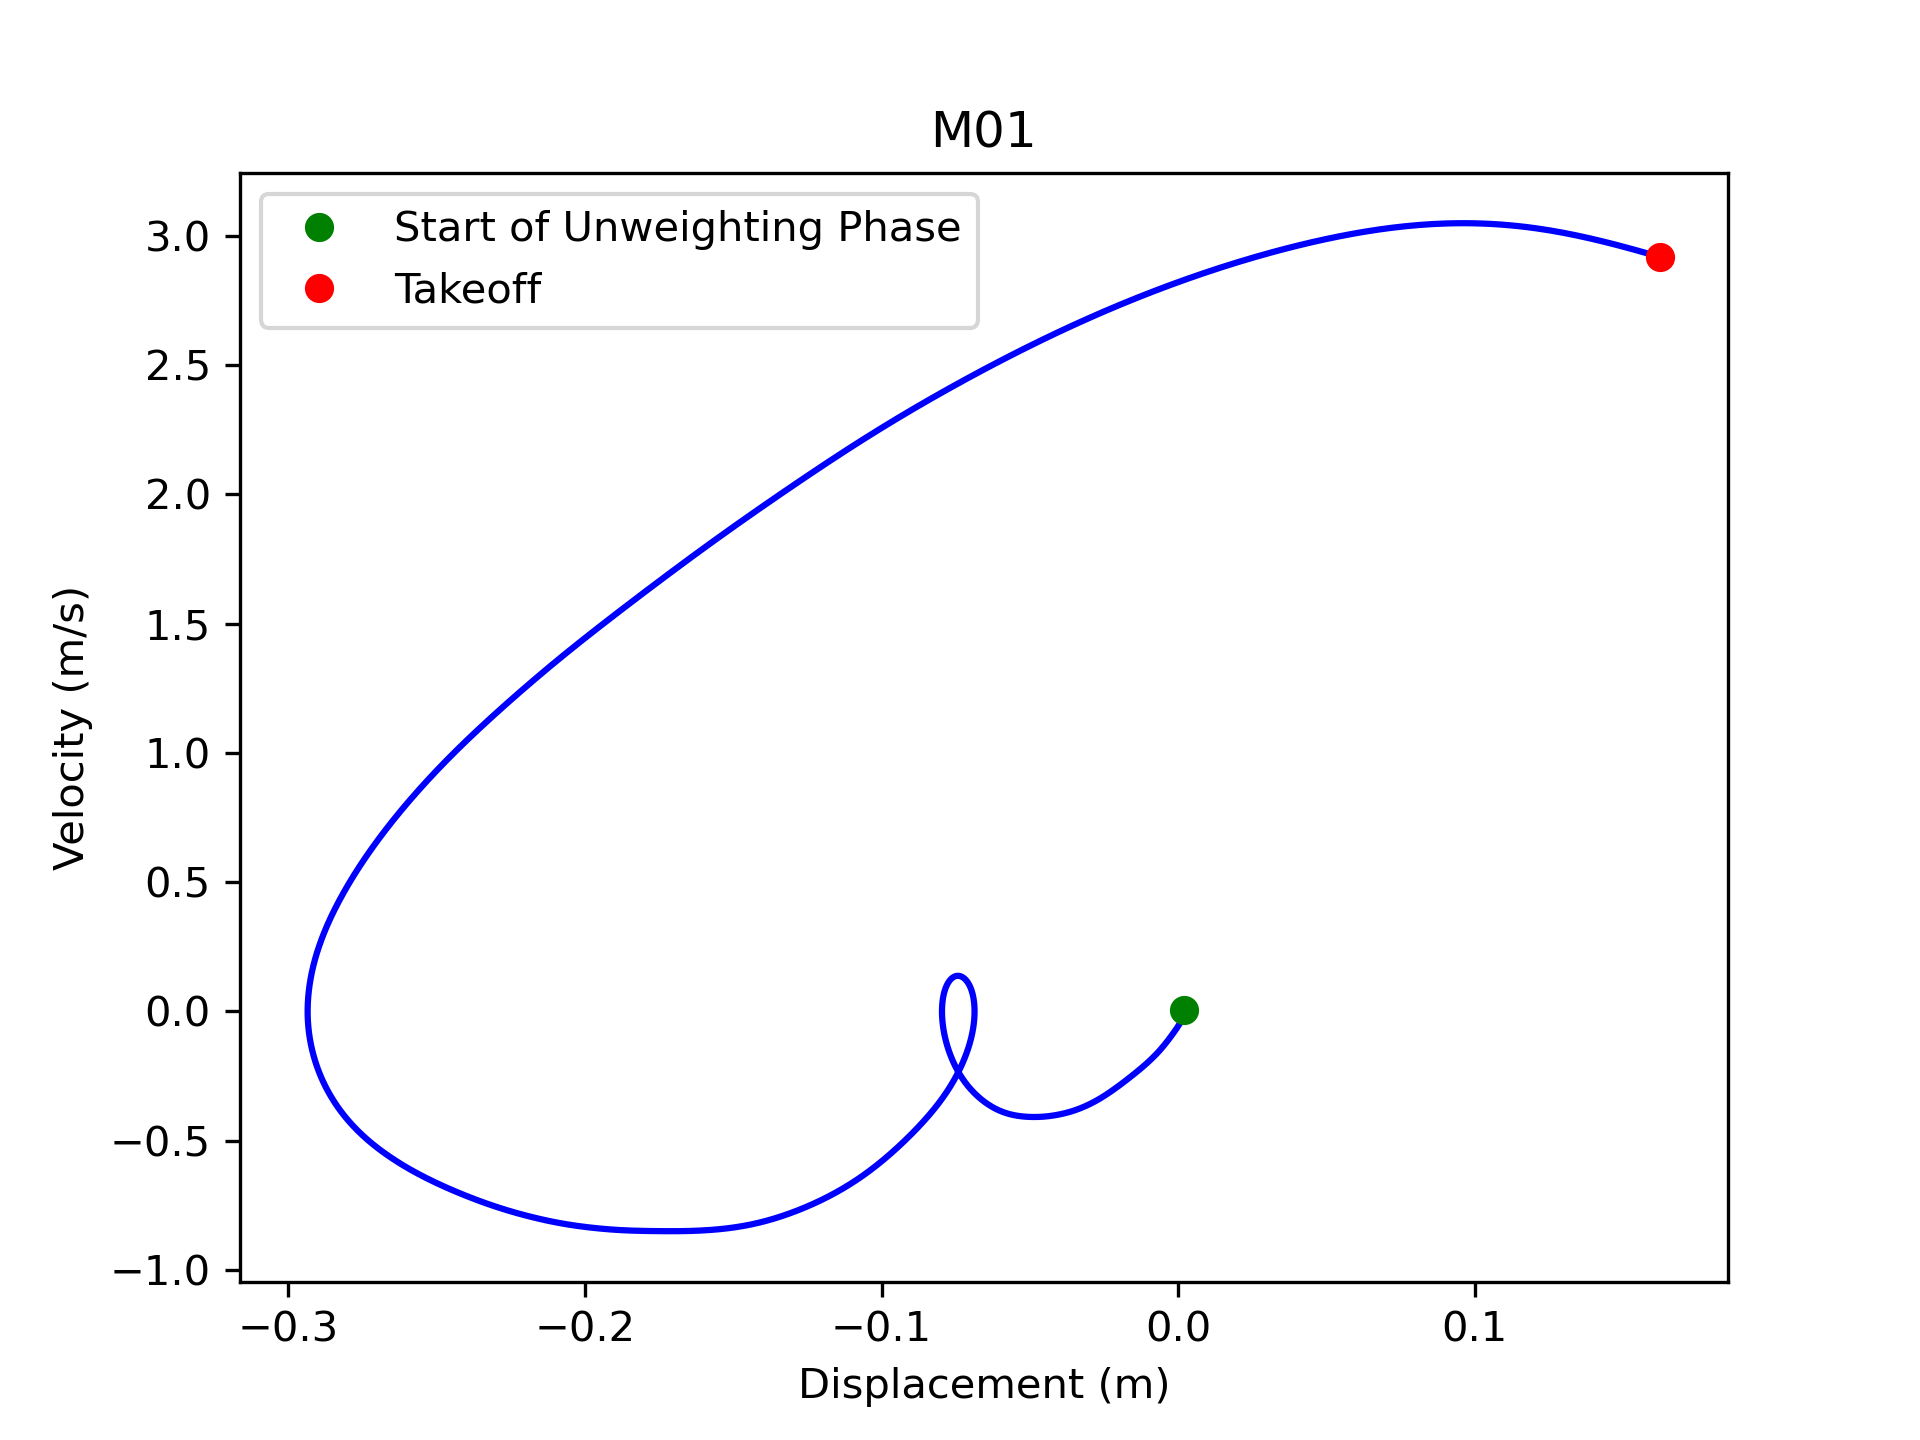 M01
Start of Unweighting Phase
Takeoff
3.0
2.5
2.0
1.5
1.0
0.5
0.0
−0.5
−1.0
Velocity (m/s)
−0.3 −0.2 −0.1 0.0 0.1
Displacement (m)